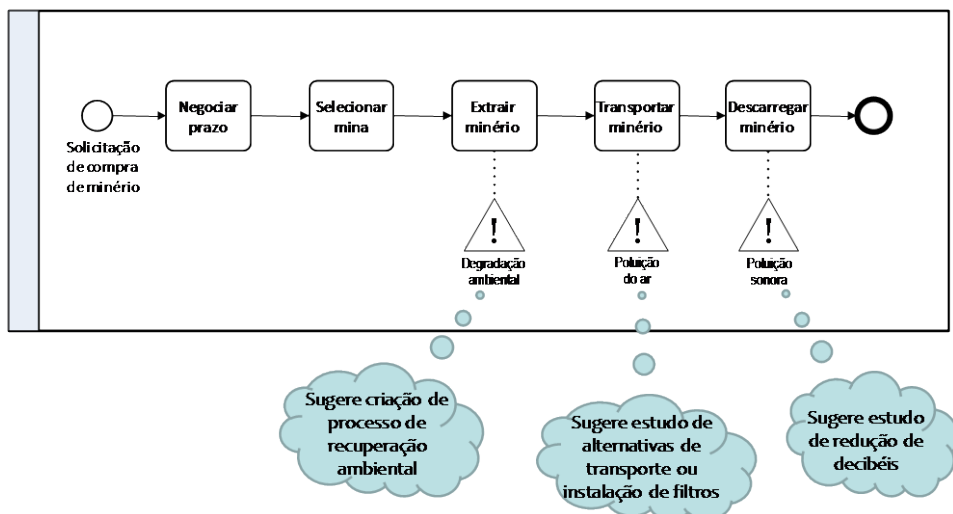 Negociar
prazo
Selecionar
mina
Extrair
minério
Transportar
minério
Descarregar
minério
Solicitação
de compra
de minério
!
Degradação
ambiental
!
Poluição
do ar
!
Poluição
sonora
Sugere criação de
processo de
recuperação
ambiental
Sugere estudo de
alternativas de
transporte ou
instalação de filtros
Sugere estudo
de redução de
decibéis